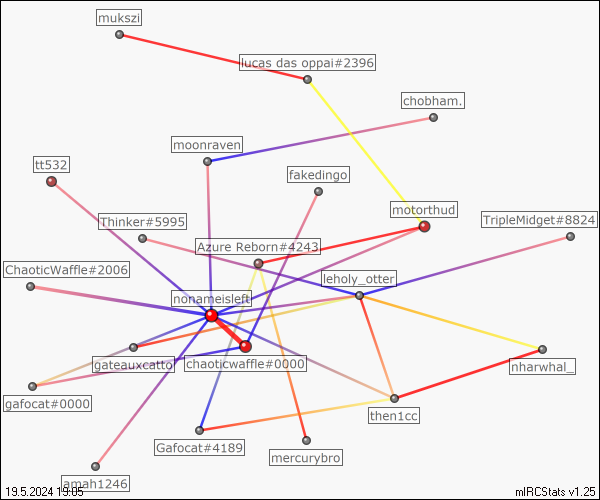 mukszi
lucas das oppai#2396
chobham.
moonraven
tt532
fakedingo
motorthud
Thinker#5995
TripleMidget#8824
Azure Reborn#4243
ChaoticWaffle#2006
leholy_otter
nonameisleft
gateauxcatto
chaoticwaffle#0000
nharwhal_
gafocat#0000
then1cc
Gafocat#4189
mercurybro
amah1246
19.5.2024 19:05
mIRCStats v1.25